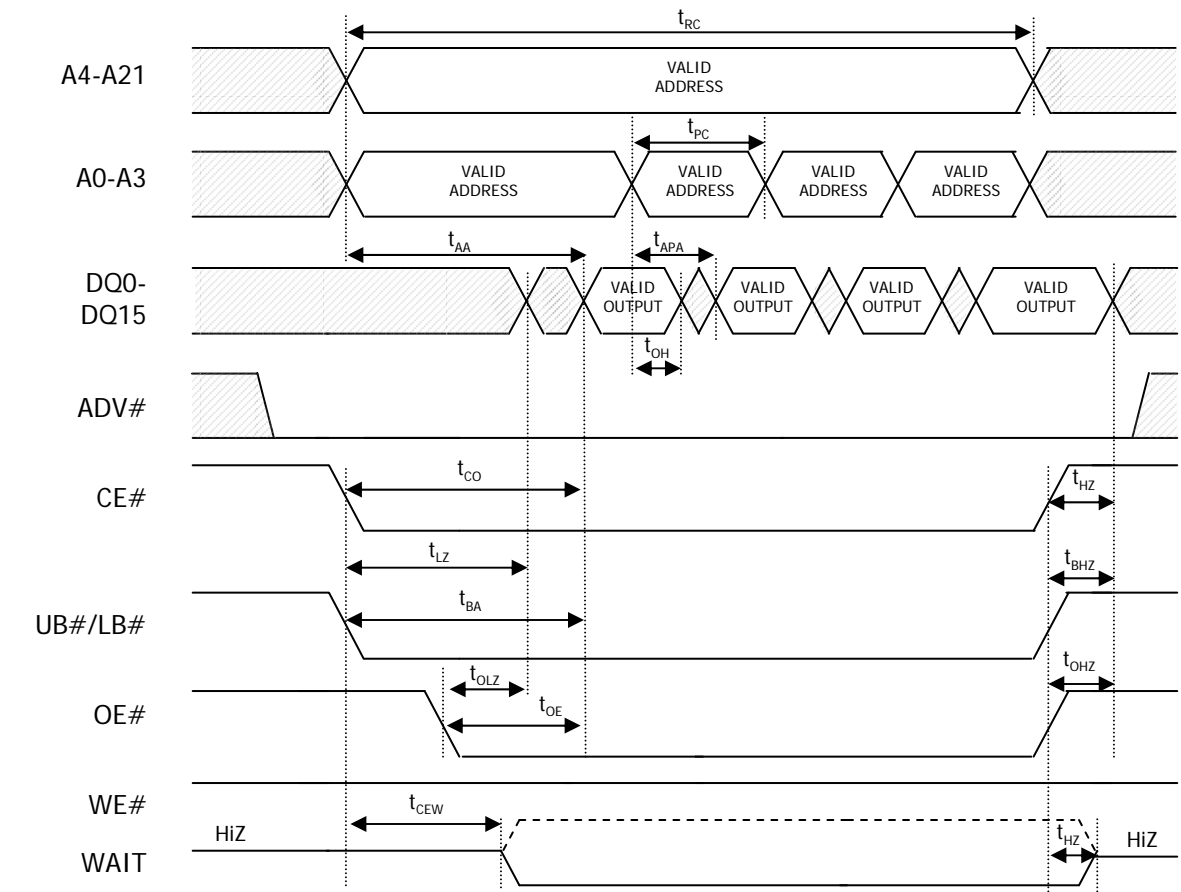 tRC
A4-A21
VALID
ADDRESS
tPC
A0-A3
VALID
ADDRESS
VALID
ADDRESS
VALID
ADDRESS
VALID
ADDRESS
tAA
tAPA
DQ0-
DQ15
VALID
OUTPUT
VALID
OUTPUT
VALID
OUTPUT
VALID
OUTPUT
tOH
ADV#
CE#
tCO
tHZ
tLZ
tBHZ
UB#/LB#
tBA
tOLZ
tOHZ
OE#
tOE
WE#
tCEW
HiZ
tHZ
HiZ
WAIT